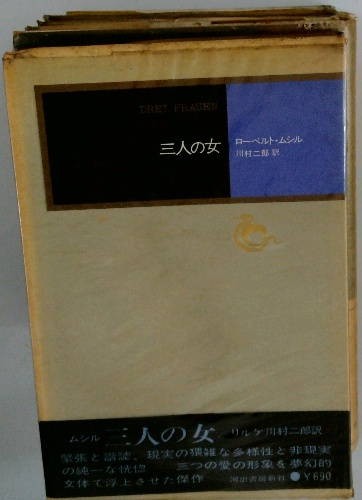 DREI FRAUEN
三人の女
ローベルト・ムシル
川村二郎 訳
ムシル 三人の女 リルケ 川村二郎訳
緊張と諧謔、現実の猥雑な多様性と非現実
の純一な恍惚 三つの愛の形象を夢幻的
文体で浮上させた傑作 河出書房新社 ●¥690